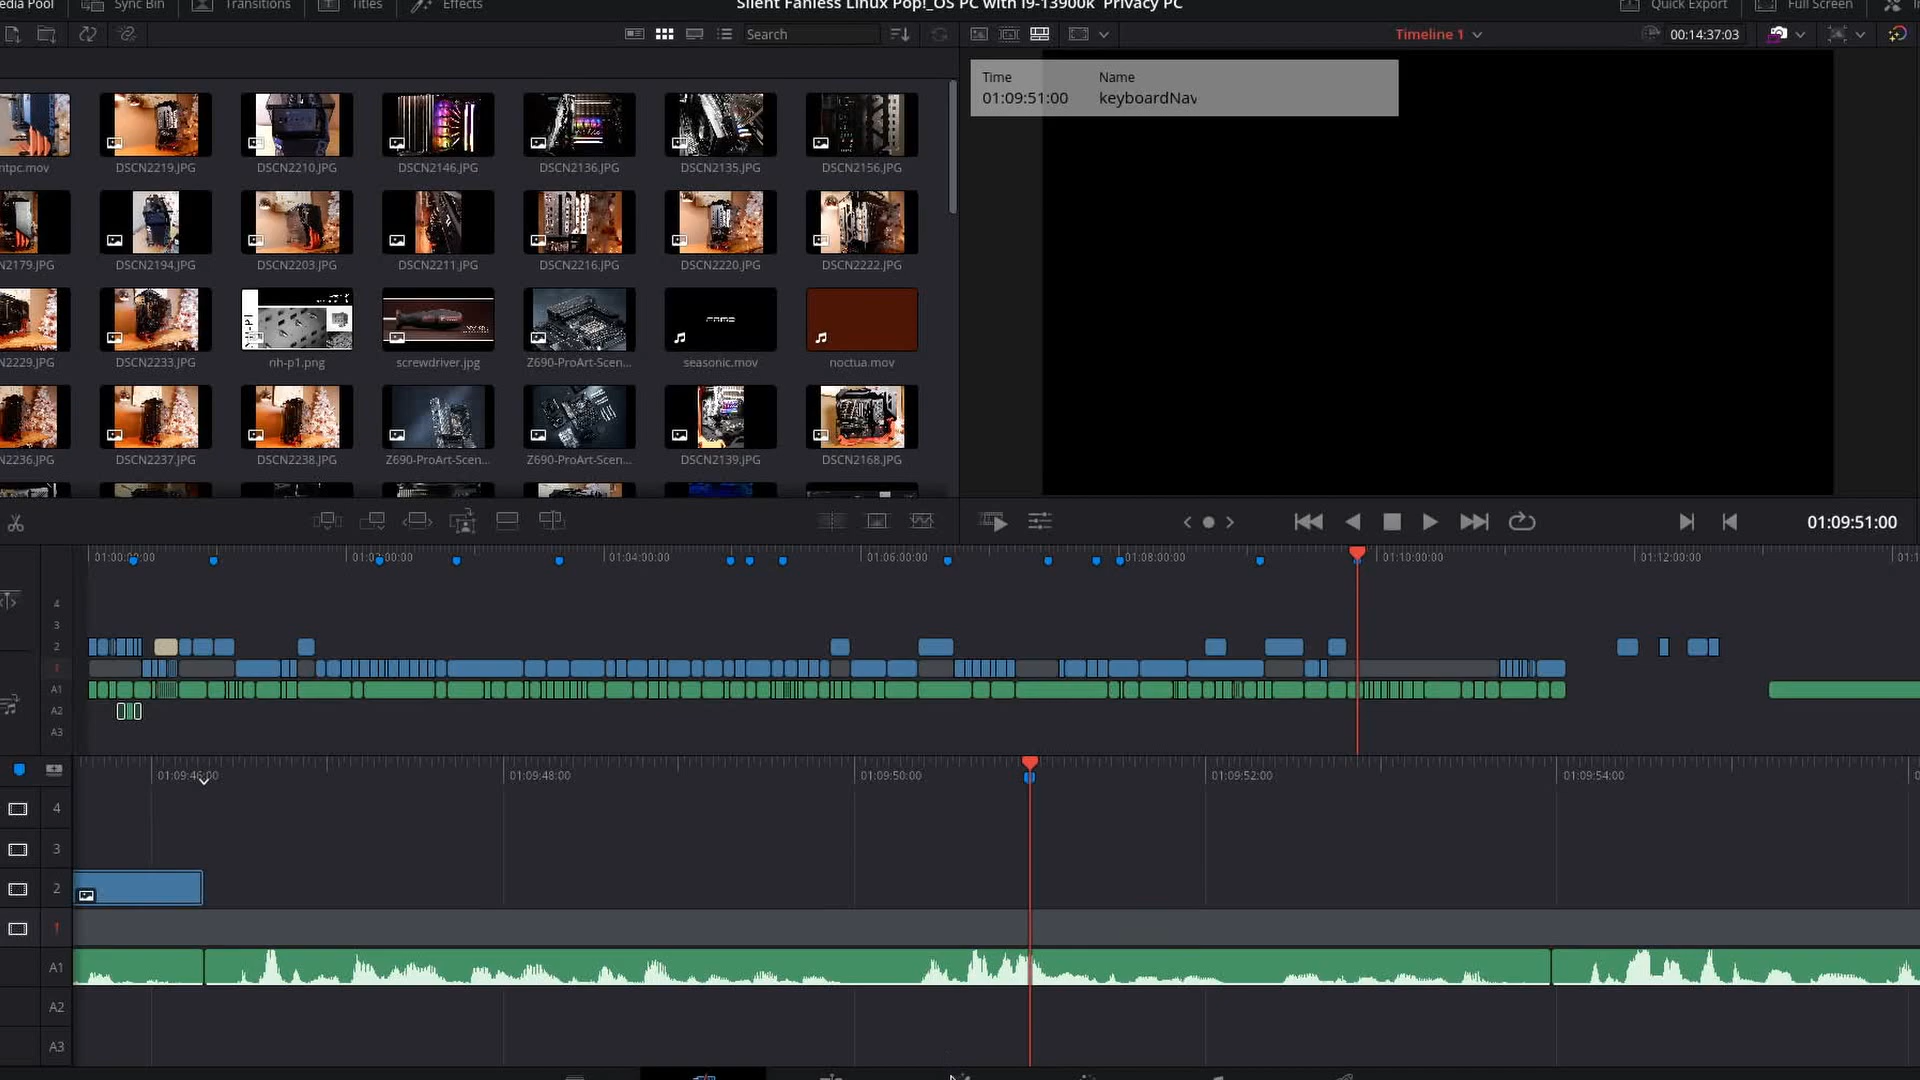 edia Pool
Sync Bin
Transitions
Titles
Effects
Silent Fanless Linux Pop!_OS PC with i9-13900k Privacy PC
Quick Export
Full Screen
Search
Timeline 1
00:14:37:03
Time Name
01:09:51:00 keyboardNav
ntpc.mov
DSCN2219.JPG
DSCN2210.JPG
DSCN2146.JPG
DSCN2136.JPG
DSCN2135.JPG
DSCN2156.JPG
N2179.JPG
DSCN2194.JPG
DSCN2203.JPG
DSCN2211.JPG
DSCN2216.JPG
DSCN2220.JPG
DSCN2222.JPG
N2229.JPG
DSCN2233.JPG
nh-p1.png
screwdriver.jpg
Z690-ProArt-Scen...
seasonic.mov
noctua.mov
N2236.JPG
DSCN2237.JPG
DSCN2238.JPG
Z690-ProArt-Scen...
Z690-ProArt-Scen...
DSCN2139.JPG
DSCN2168.JPG
01:09:51:00
01:00:00:00
01:02:00:00
01:04:00:00
01:06:00:00
01:08:00:00
01:10:00:00
01:12:00:00
4
3
2
1
A1
A2
A3
01:09:46:00
01:09:48:00
01:09:50:00
01:09:52:00
01:09:54:00
4
3
2
1
A1
A2
A3